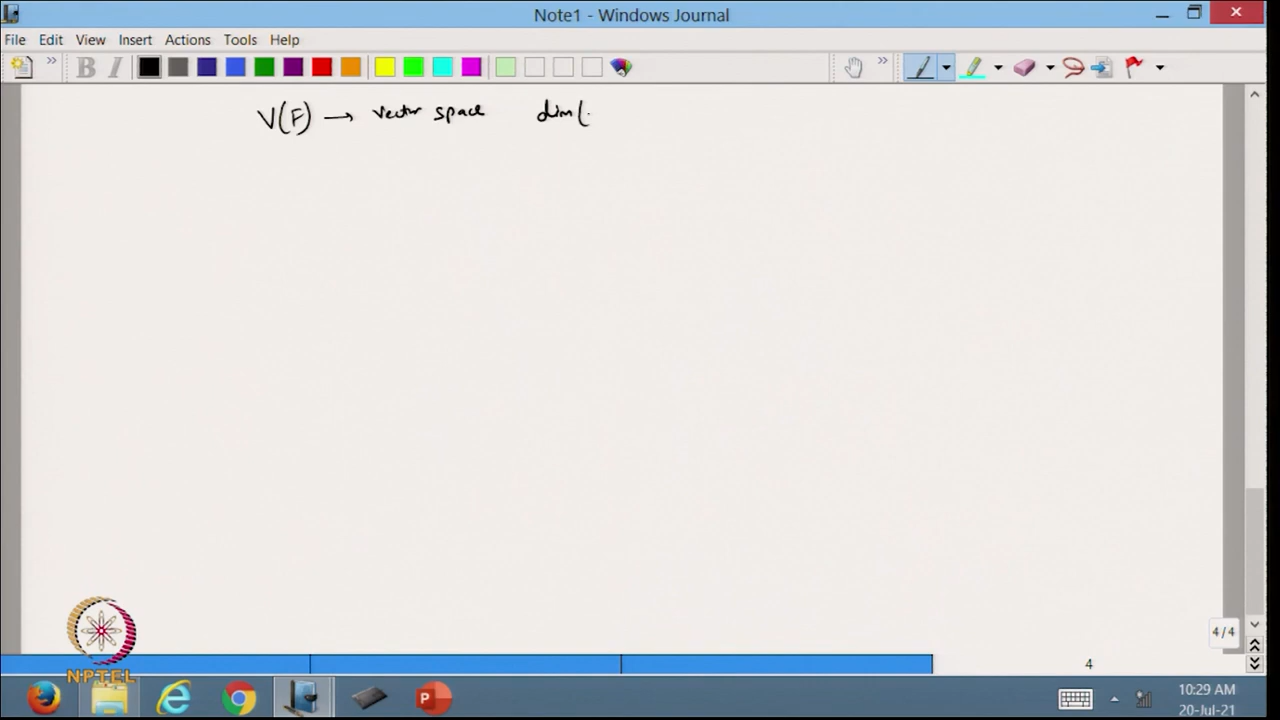 Note1 - Windows Journal
File Edit View Insert Actions Tools Help
B I
V(F) → vector space dim(
4/4
4
NPTEL
10:29 AM
20-Jul-21